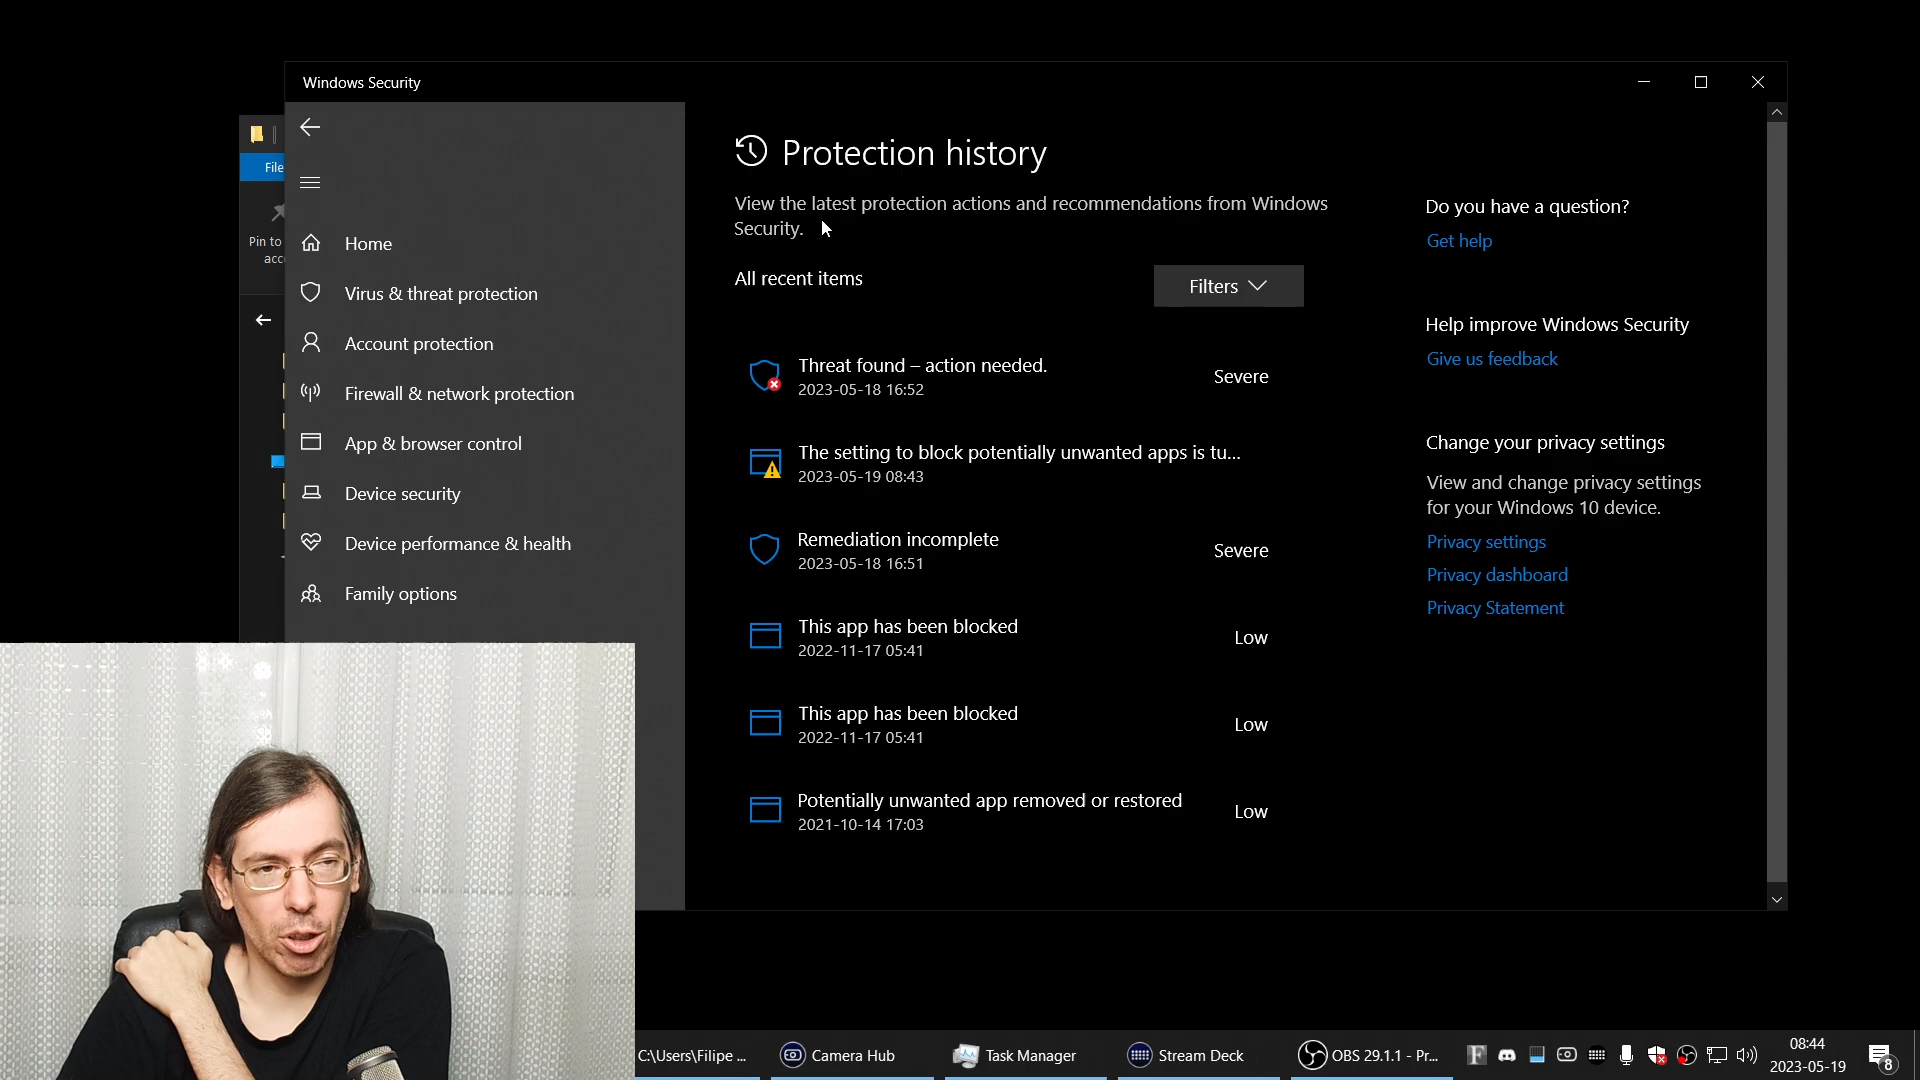 Windows Security
File
Pin to
acc
Home
Virus & threat protection
Account protection
Firewall & network protection
App & browser control
Device security
Device performance & health
Family options
Protection history
View the latest protection actions and recommendations from Windows
Security.
All recent items
Filters
Threat found – action needed.
2023-05-18 16:52
Severe
The setting to block potentially unwanted apps is tu...
2023-05-19 08:43
Remediation incomplete
2023-05-18 16:51
Severe
This app has been blocked
2022-11-17 05:41
Low
This app has been blocked
2022-11-17 05:41
Low
Potentially unwanted app removed or restored
2021-10-14 17:03
Low
Do you have a question?
Get help
Help improve Windows Security
Give us feedback
Change your privacy settings
View and change privacy settings
for your Windows 10 device.
Privacy settings
Privacy dashboard
Privacy Statement
C:\Users\Filipe ...
Camera Hub
Task Manager
Stream Deck
OBS 29.1.1 - Pr...
F
08:44
2023-05-19
8